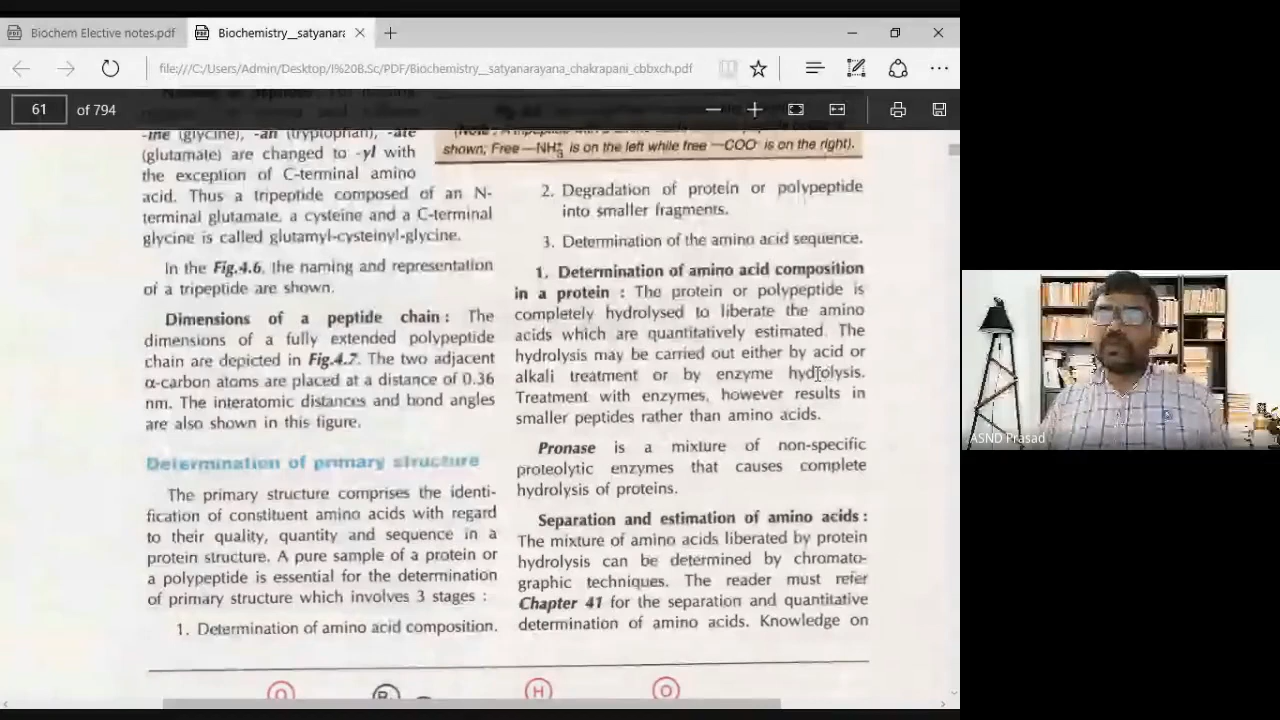 Biochem Elective notes.pdf
Biochemistry__satyanara
file:///C:/Users/Admin/Desktop/I%20B.Sc/PDF/Biochemistry__satyanarayana_chakrapani_cbbxch.pdf
61 of 794
-ine (glycine), -an (tryptophan), -ate
(glutamate) are changed to -yl with
the exception of C-terminal amino
acid. Thus a tripeptide composed of an N-
terminal glutamate, a cysteine and a C-terminal
glycine is called glutamyl-cysteinyl-glycine.
In the Fig.4.6, the naming and representation
of a tripeptide are shown.
Dimensions of a peptide chain : The
dimensions of a fully extended polypeptide
chain are depicted in Fig.4.7. The two adjacent
α-carbon atoms are placed at a distance of 0.36
nm. The interatomic distances and bond angles
are also shown in this figure.
Determination of primary structure
The primary structure comprises the identi-
fication of constituent amino acids with regard
to their quality, quantity and sequence in a
protein structure. A pure sample of a protein or
a polypeptide is essential for the determination
of primary structure which involves 3 stages :
1. Determination of amino acid composition.
shown; Free —NH3+ is on the left while free —COO- is on the right).
2. Degradation of protein or polypeptide
into smaller fragments.
3. Determination of the amino acid sequence.
1. Determination of amino acid composition
in a protein : The protein or polypeptide is
completely hydrolysed to liberate the amino
acids which are quantitatively estimated. The
hydrolysis may be carried out either by acid or
alkali treatment or by enzyme hydrolysis.
Treatment with enzymes, however results in
smaller peptides rather than amino acids.
Pronase is a mixture of non-specific
proteolytic enzymes that causes complete
hydrolysis of proteins.
Separation and estimation of amino acids :
The mixture of amino acids liberated by protein
hydrolysis can be determined by chromato-
graphic techniques. The reader must refer
Chapter 41 for the separation and quantitative
determination of amino acids. Knowledge on
O
R
H
O
ASND Prasad